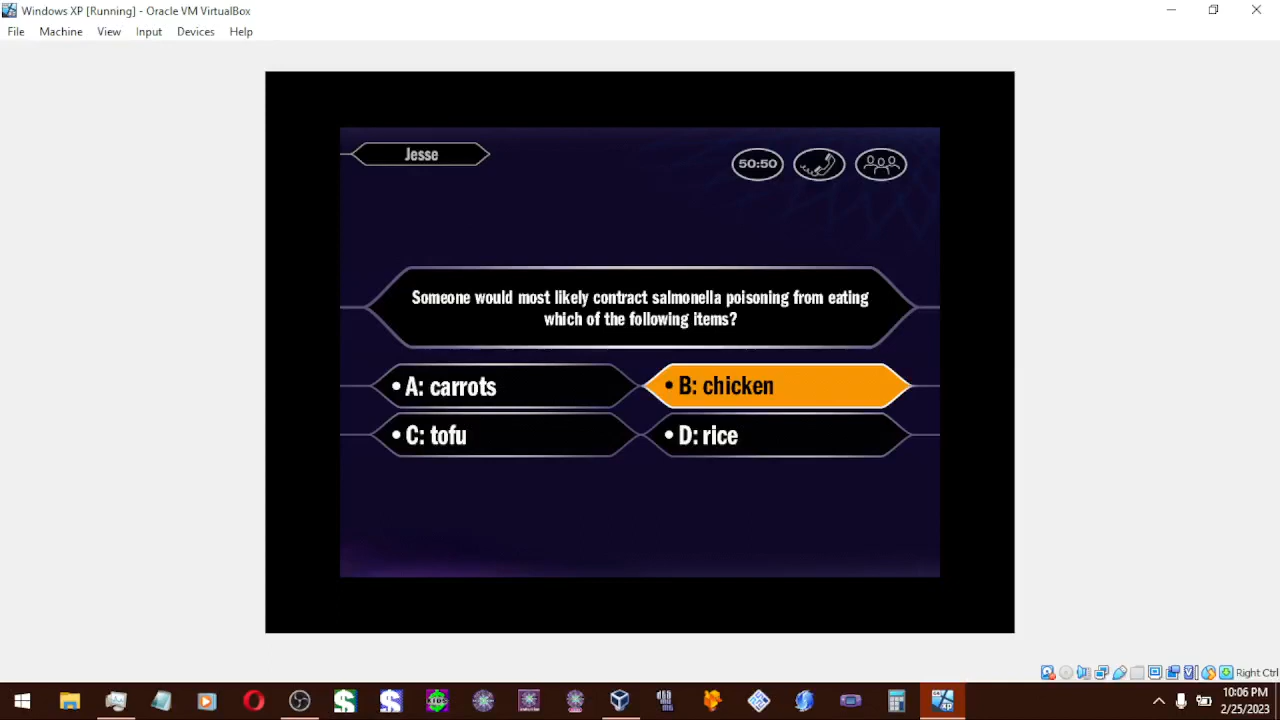 Windows XP [Running] - Oracle VM VirtualBox
File Machine View Input Devices Help
Jesse
50:50
Someone would most likely contract salmonella poisoning from eating
which of the following items?
• A: carrots
• B: chicken
• C: tofu
• D: rice
Right Ctrl
10:06 PM
2/25/2023